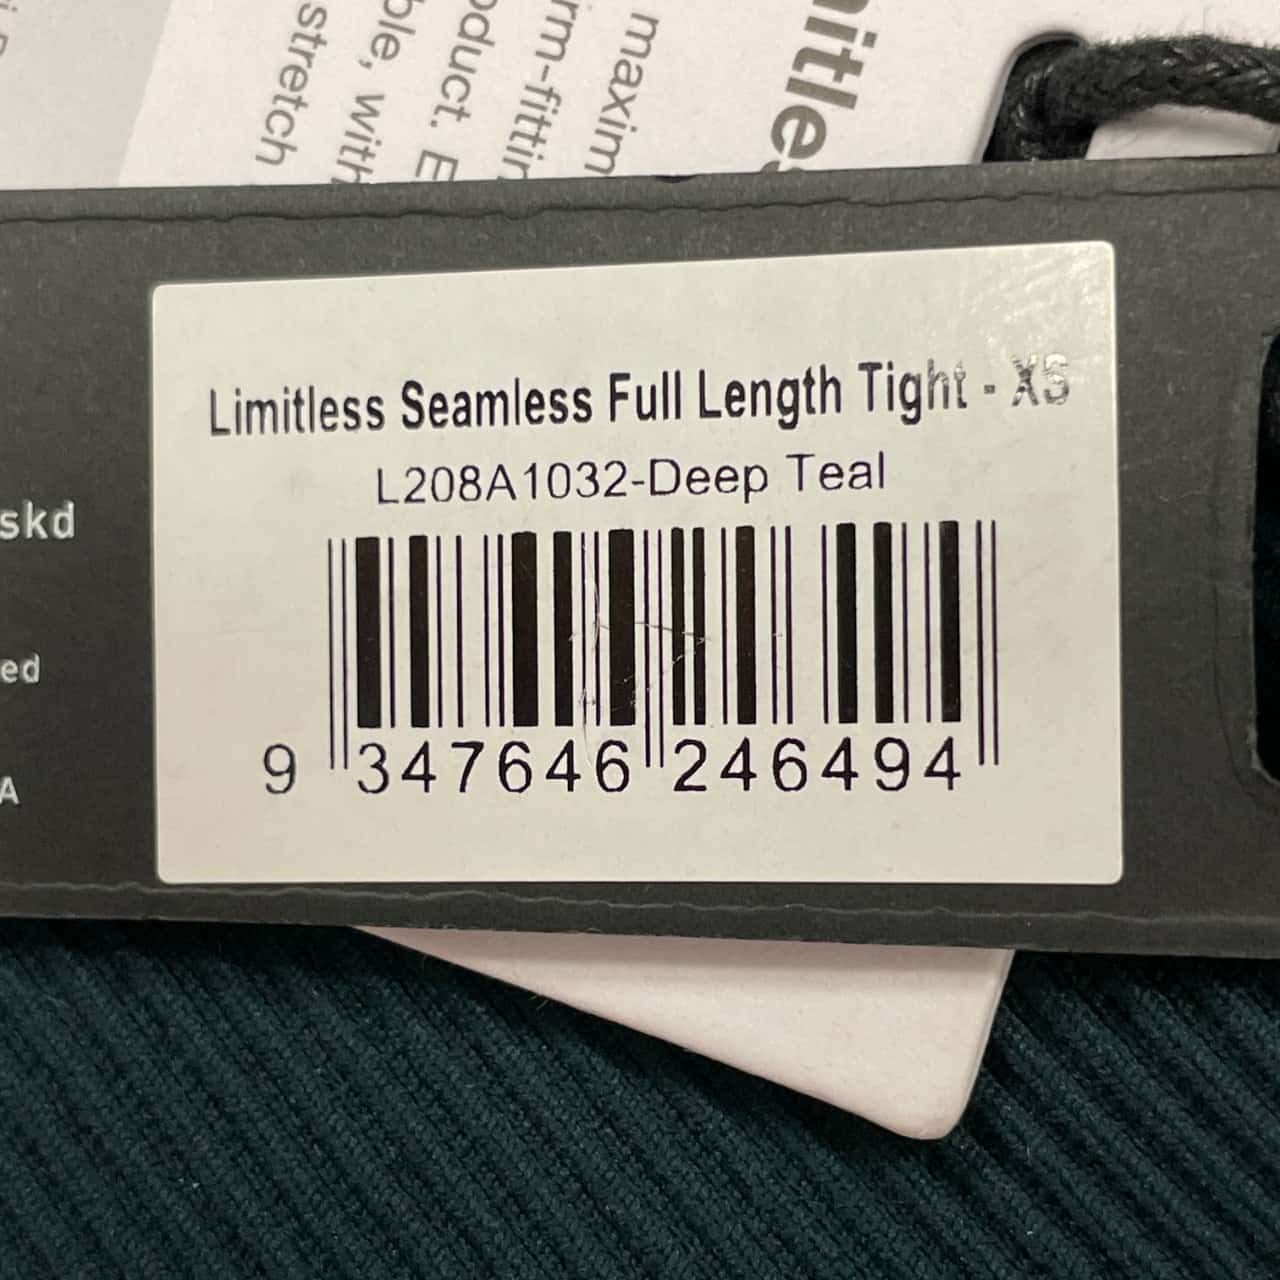 stretch
ble, with
oduct. E
rm-fittin
maxim
itles
skd
ed
A
Limitless Seamless Full Length Tight - XS
L208A1032-Deep Teal
9 347646 246494